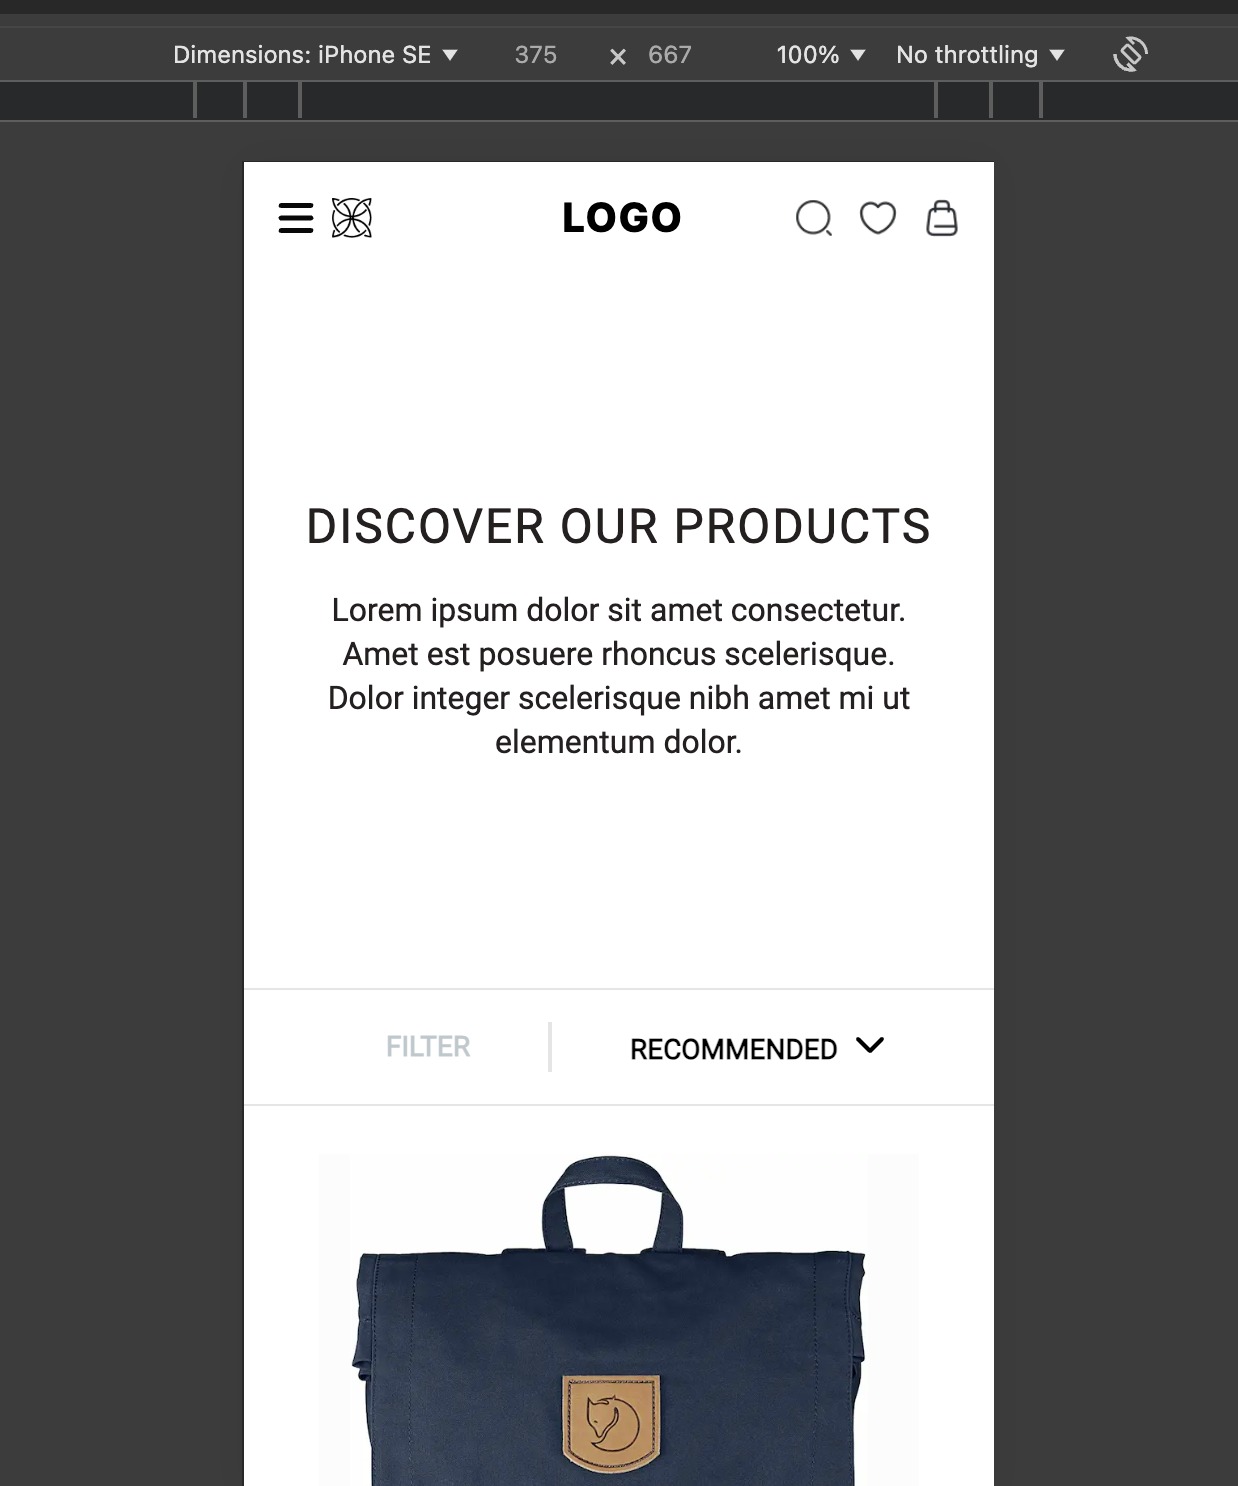 Dimensions: iPhone SE ▼ 375 × 667 100% ▼ No throttling ▼
LOGO
DISCOVER OUR PRODUCTS
Lorem ipsum dolor sit amet consectetur.
Amet est posuere rhoncus scelerisque.
Dolor integer scelerisque nibh amet mi ut
elementum dolor.
FILTER
RECOMMENDED